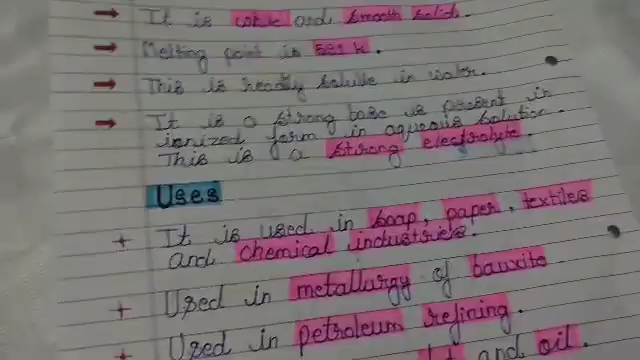 → It is white and smooth solid.
→ Melting point is 591 K.
→ This is readily soluble in water.
→ It is a strong base is present in
ionized form in aqueous solution.
This is a strong electrolyte.
Uses
+ It is used in soap, paper, textiles
and chemical industries.
+ Used in metallurgy of bauxite
+ Used in petroleum refining.
+ and oil.